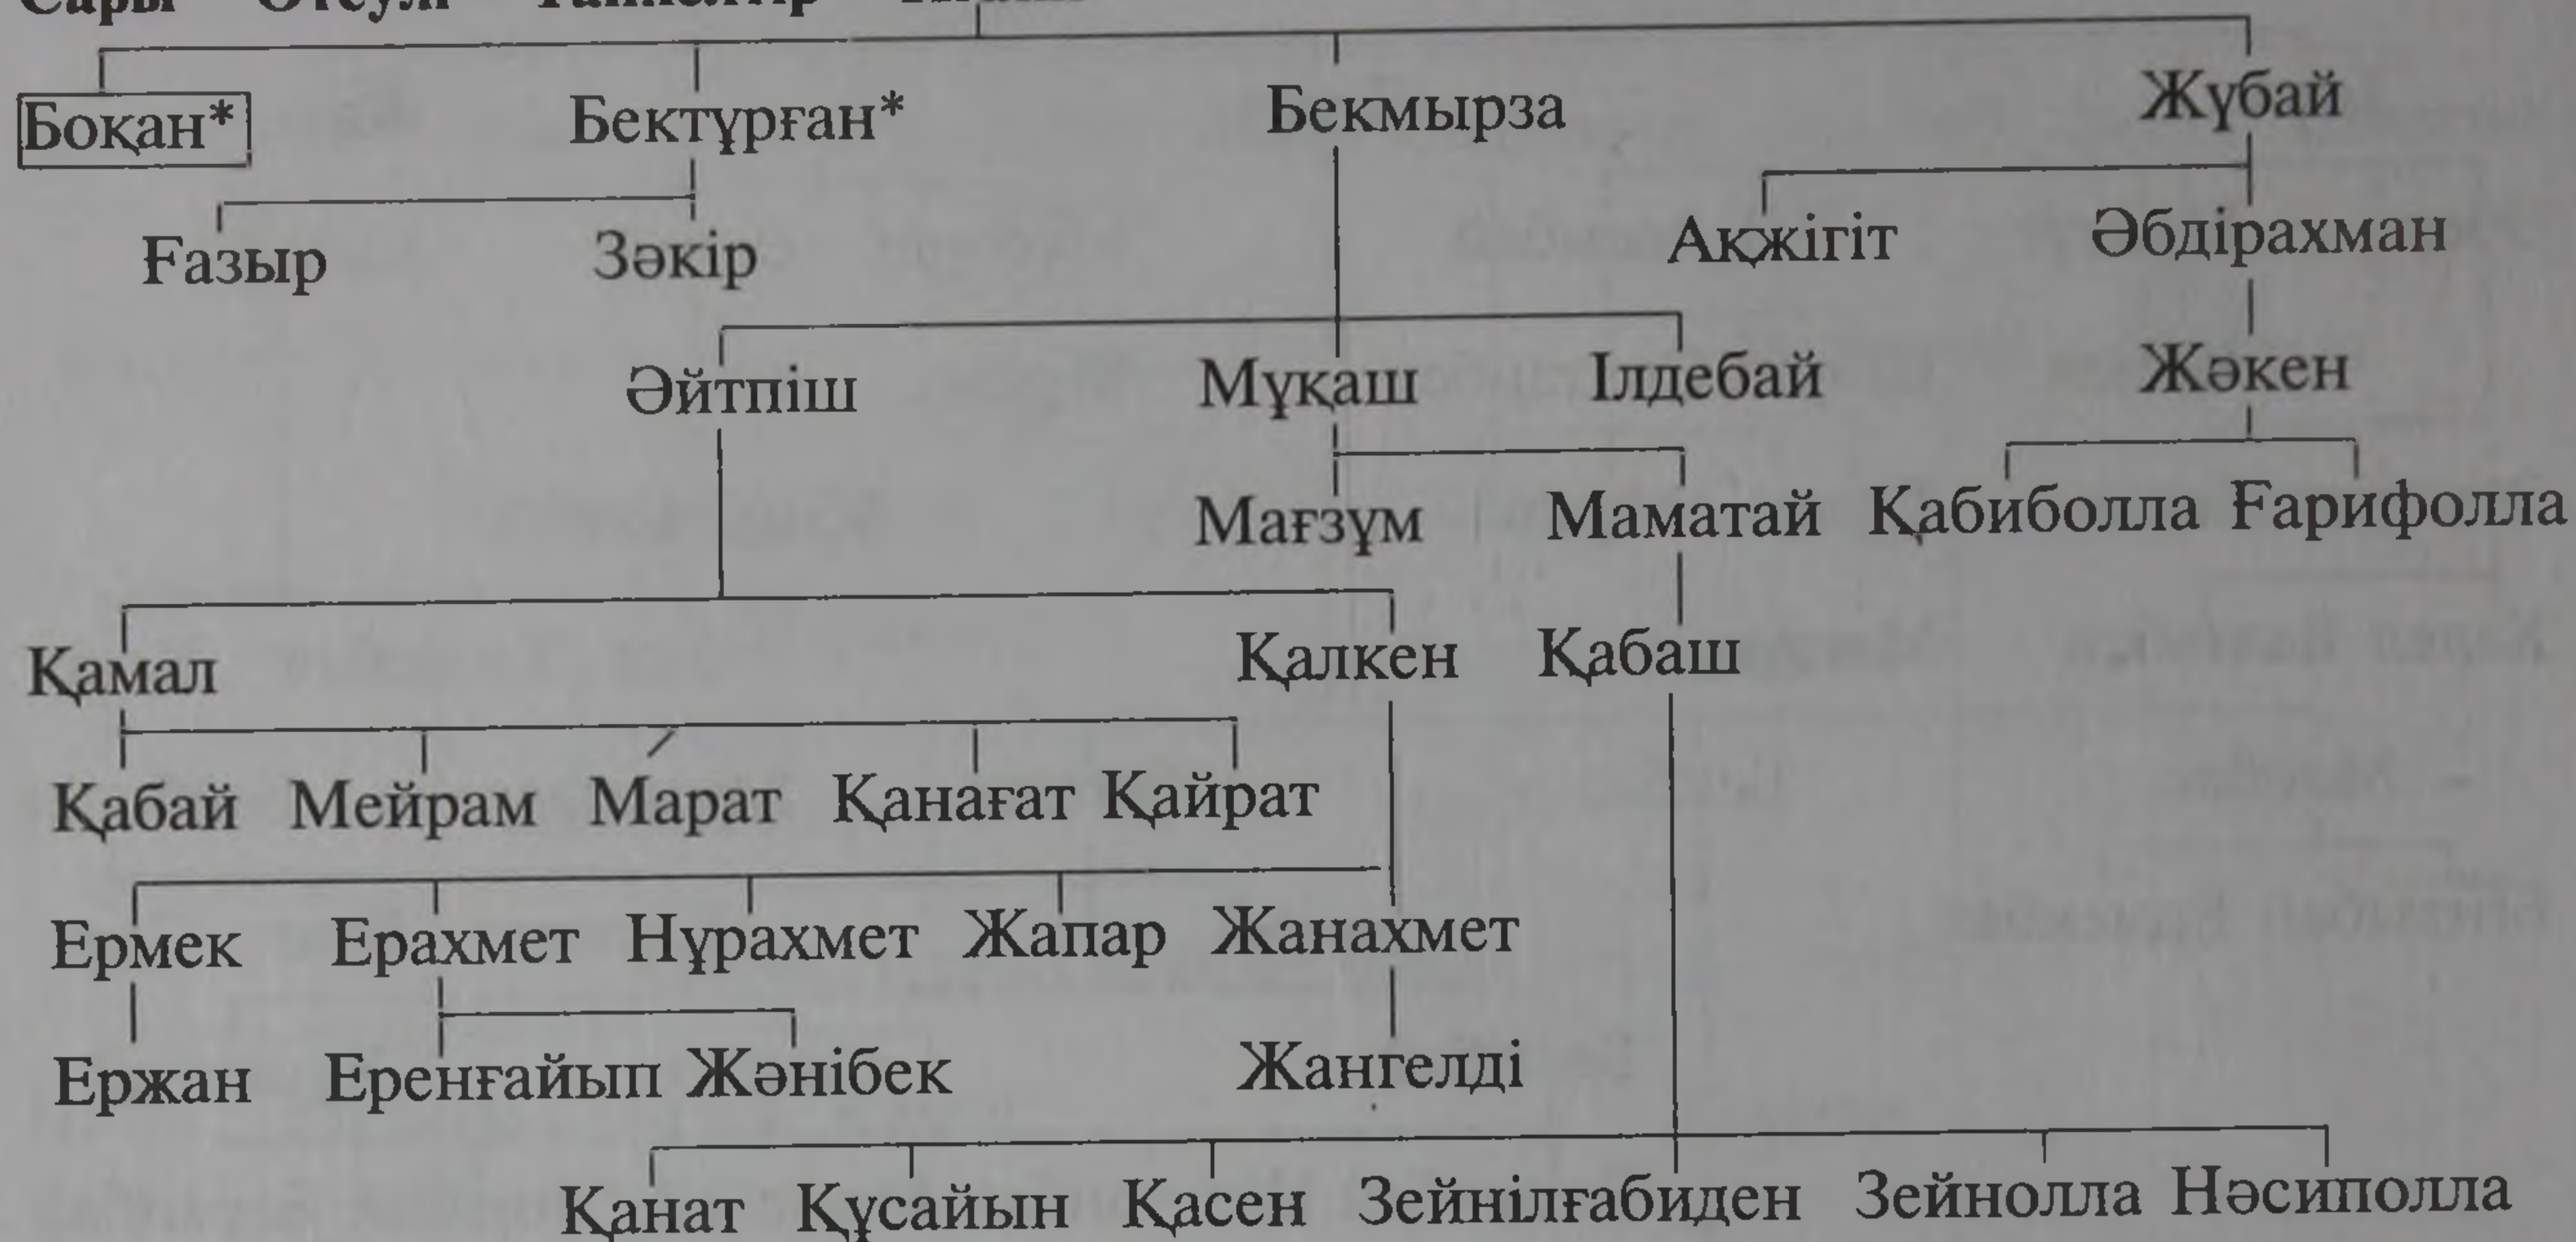 Боқан* Бектұрған* Бекмырза Жүбай
Ғазыр Зәкір Ақжігіт Әбдірахман
Әйтпіш Мұқаш Ілдебай Жәкен
Мағзұм Маматай Қабиболла Ғарифолла
Қамал Қалкен Қабаш
Қабай Мейрам Марат Қанағат Қайрат
Ермек Ерахмет Нұрахмет Жапар Жанахмет
Ержан Еренғайып Жәнібек Жангелді
Қанат Құсайын Қасен Зейнілғабиден Зейнолла Нәсиполла